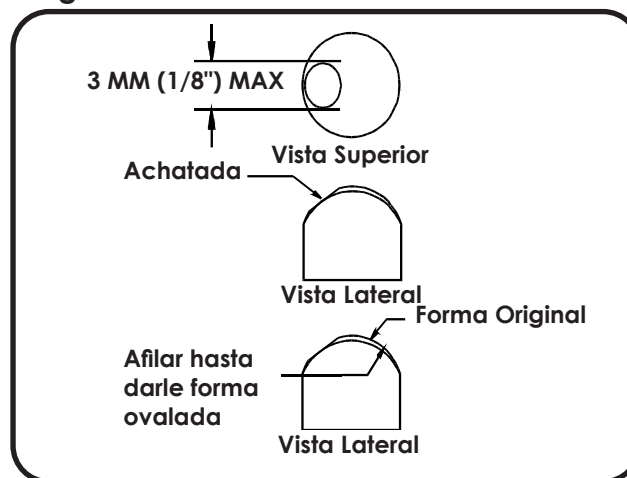 3 MM (1/8") MAX
Vista Superior
Achatada
Vista Lateral
Forma Original
Afilar hasta
darle forma
ovalada
Vista Lateral